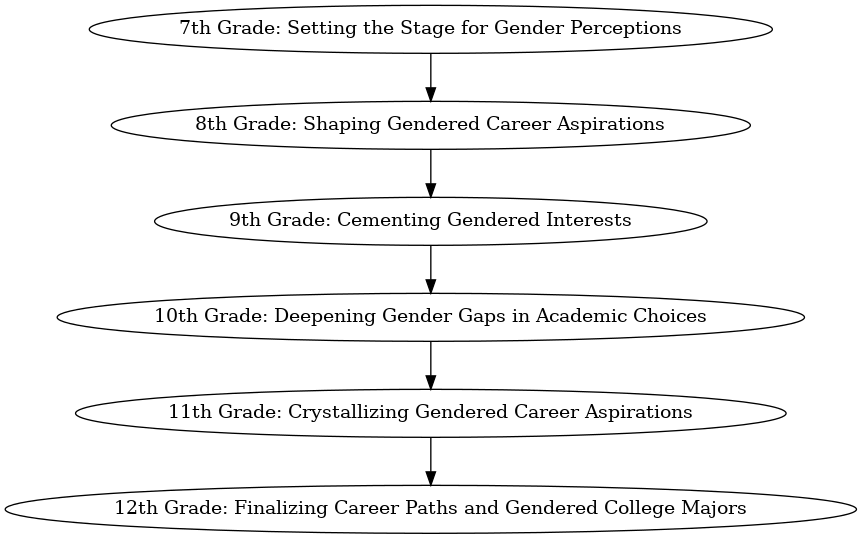 7th Grade: Setting the Stage for Gender Perceptions
8th Grade: Shaping Gendered Career Aspirations
9th Grade: Cementing Gendered Interests
10th Grade: Deepening Gender Gaps in Academic Choices
11th Grade: Crystallizing Gendered Career Aspirations
12th Grade: Finalizing Career Paths and Gendered College Majors